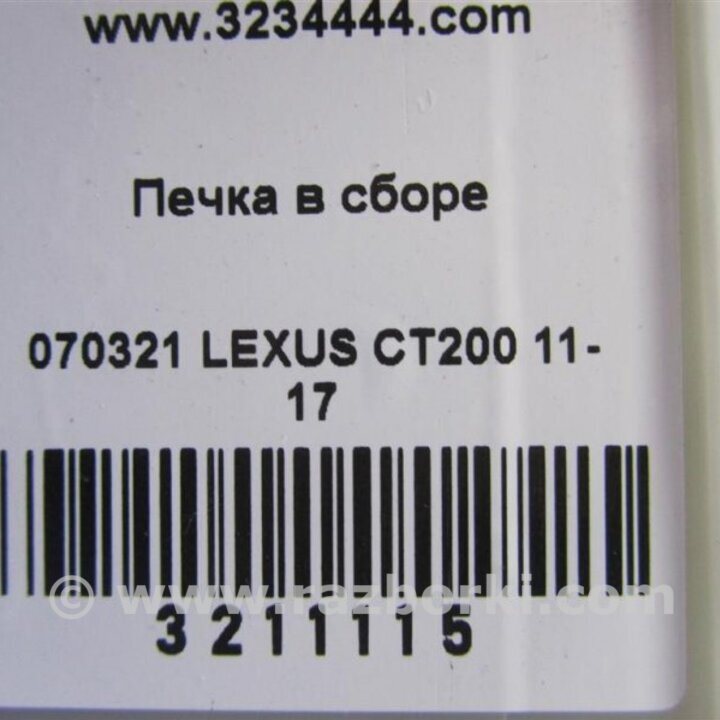 www.3234444.com
Печка в сборе
070321 LEXUS CT200 11-
17
© www.razborki.com
3211115